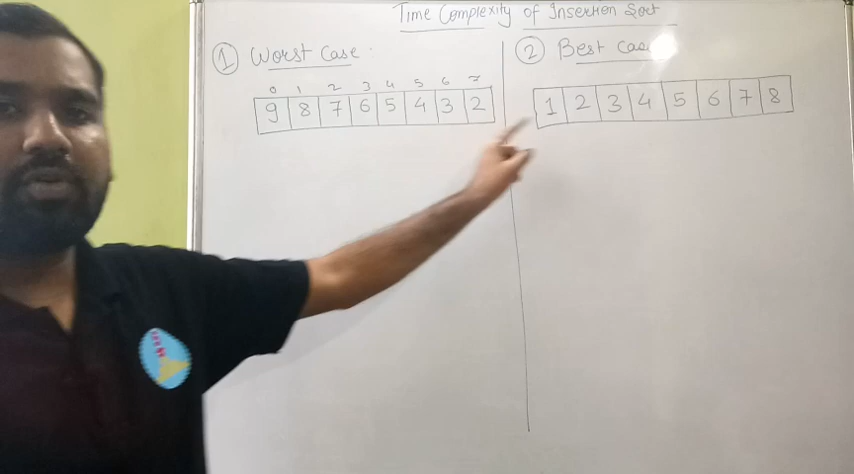 Time Complexity of Insertion Sort
① Worst Case
0 1 2 3 4 5 6 7
9 8 7 6 5 4 3 2
② Best Cas
1 2 3 4 5 6 7 8